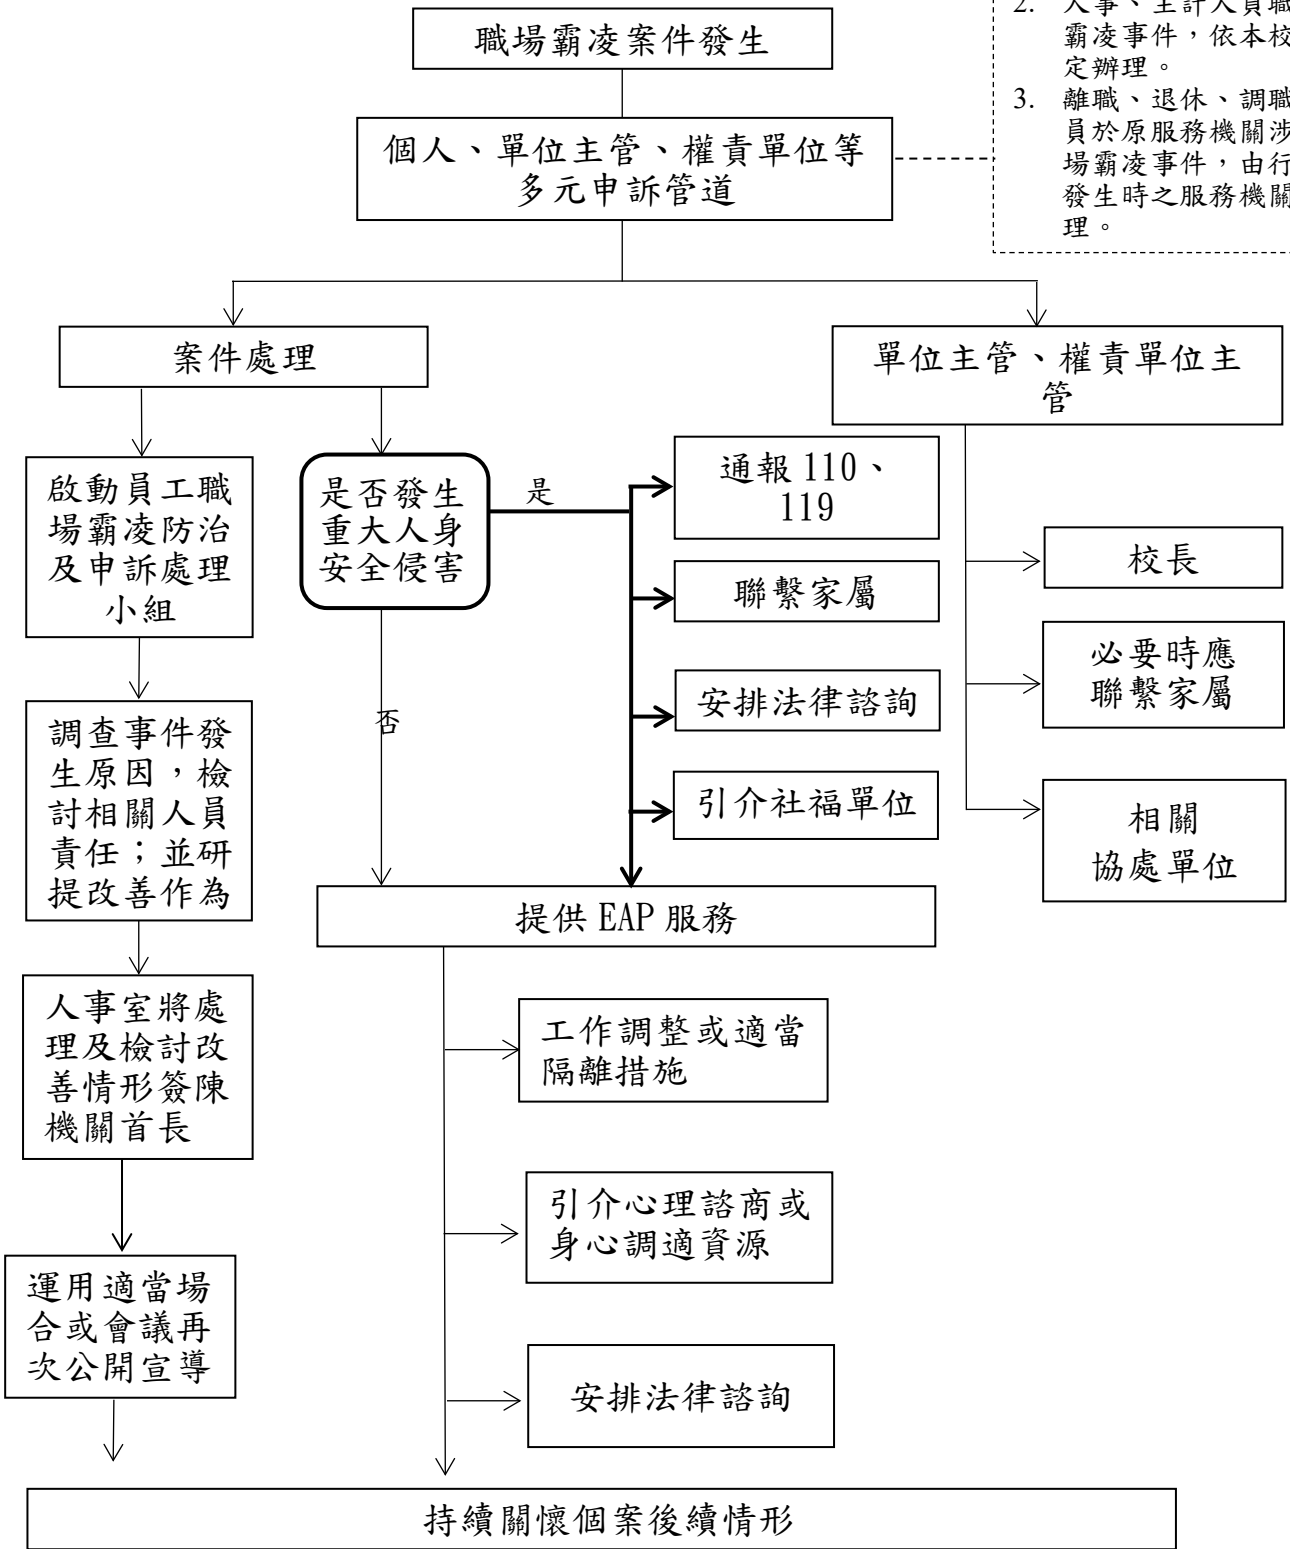 職場霸凌案件發生
2. 人事、主計人員職
霸凌事件，依本校
定辦理。
3. 離職、退休、調職
員於原服務機關涉
場霸凌事件，由行
發生時之服務機關
理。
個人、單位主管、權責單位等
多元申訴管道
案件處理
單位主管、權責單位主
管
啟動員工職
場霸凌防治
及申訴處理
小組
是否發生
重大人身
安全侵害
是
否
通報 110、
119
聯繫家屬
安排法律諮詢
引介社福單位
校長
必要時應
聯繫家屬
相關
協處單位
調查事件發
生原因，檢
討相關人員
責任；並研
提改善作為
提供 EAP 服務
人事室將處
理及檢討改
善情形簽陳
機關首長
工作調整或適當
隔離措施
引介心理諮商或
身心調適資源
運用適當場
合或會議再
次公開宣導
安排法律諮詢
持續關懷個案後續情形